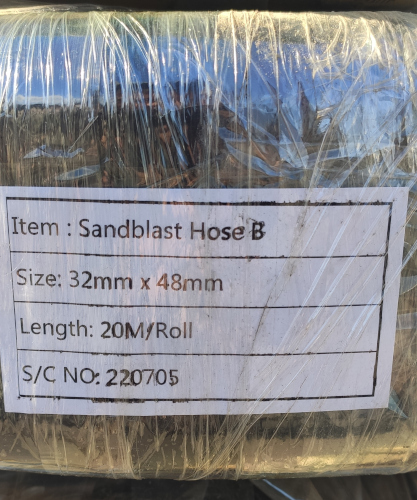 Item : Sandblast Hose B
Size: 32mm x 48mm
Length: 20M/Roll
S/C NO: 220705